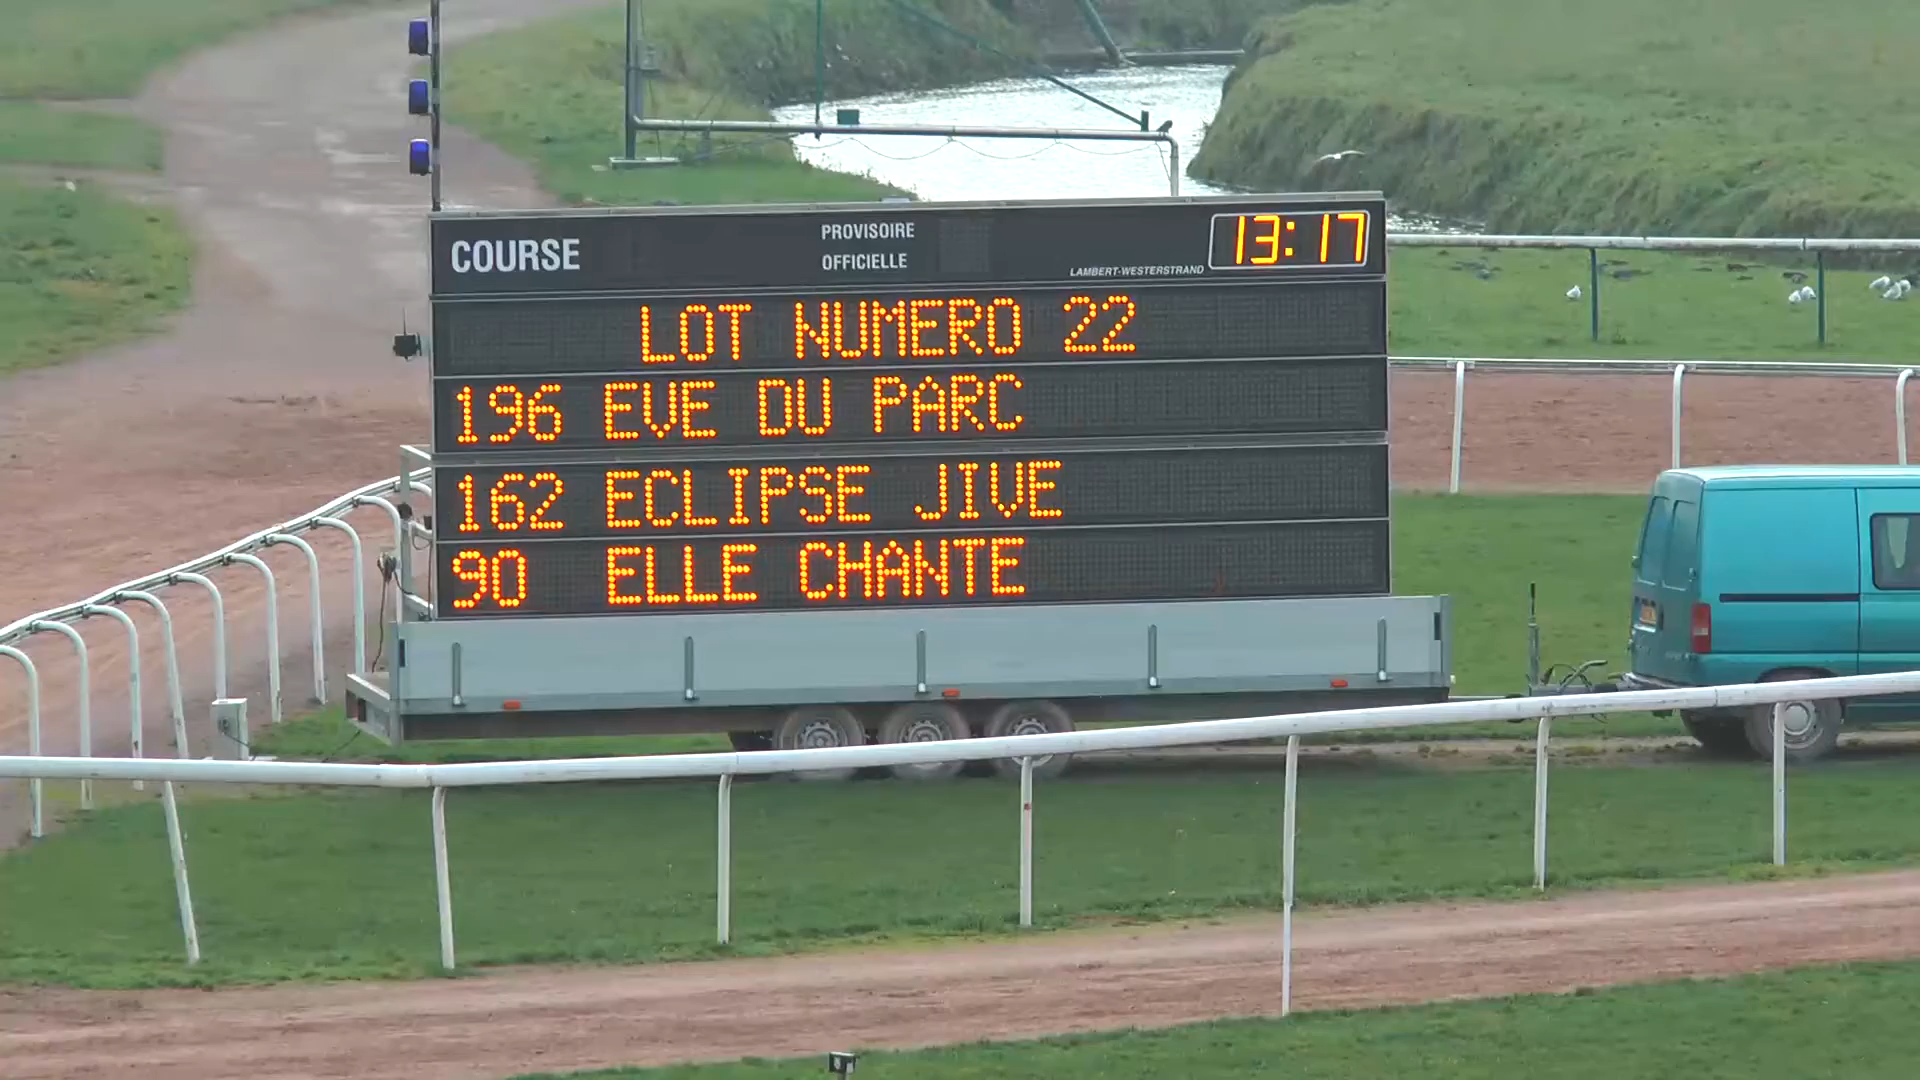 COURSE
PROVISOIRE
OFFICIELLE
LAMBERT-WESTERSTRAND
13:17
LOT NUMERO 22
196 EVE DU PARC
162 ECLIPSE JIVE
90 ELLE CHANTE